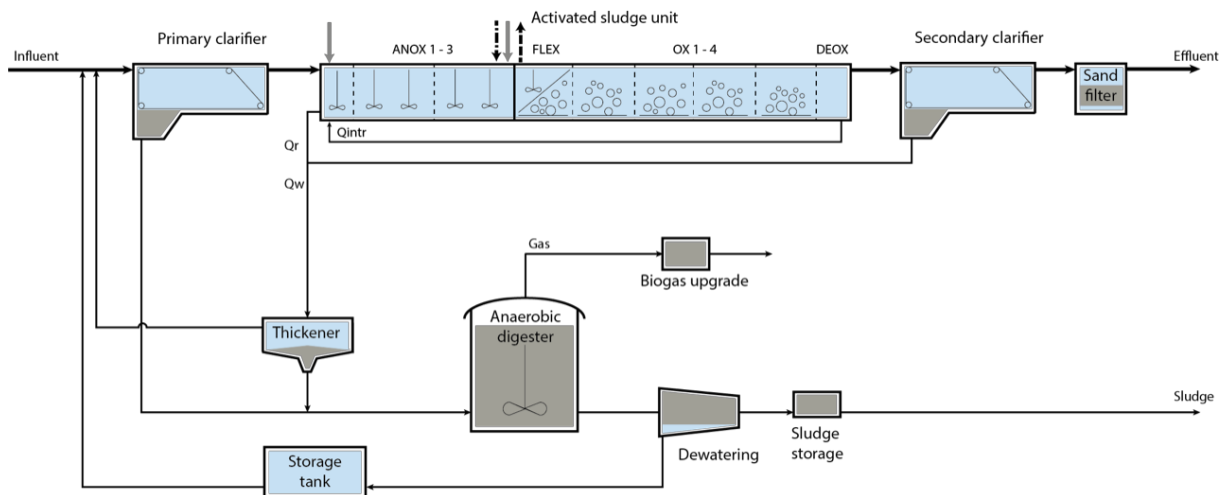 Activated sludge unit
Primary clarifier
Secondary clarifier
Influent
ANOX 1 - 3
FLEX
OX 1 - 4
DEOX
Effluent
Sand
filter
Qintr
Qr
Qw
Gas
Biogas upgrade
Thickener
Anaerobic
digester
Sludge
Dewatering
Sludge
storage
Storage
tank